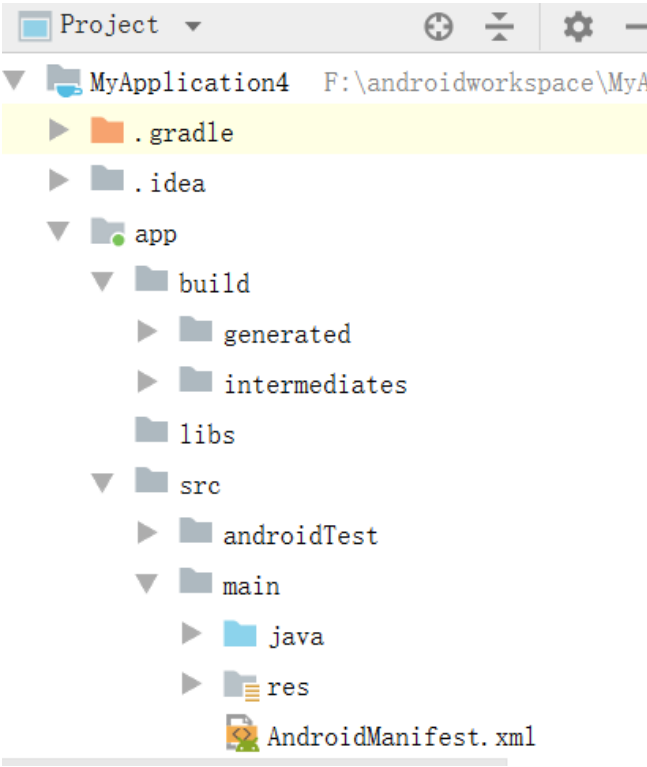 Project
MyApplication4 F:\androidworkspace\MyA
.gradle
.idea
app
build
generated
intermediates
libs
src
androidTest
main
java
res
AndroidManifest.xml